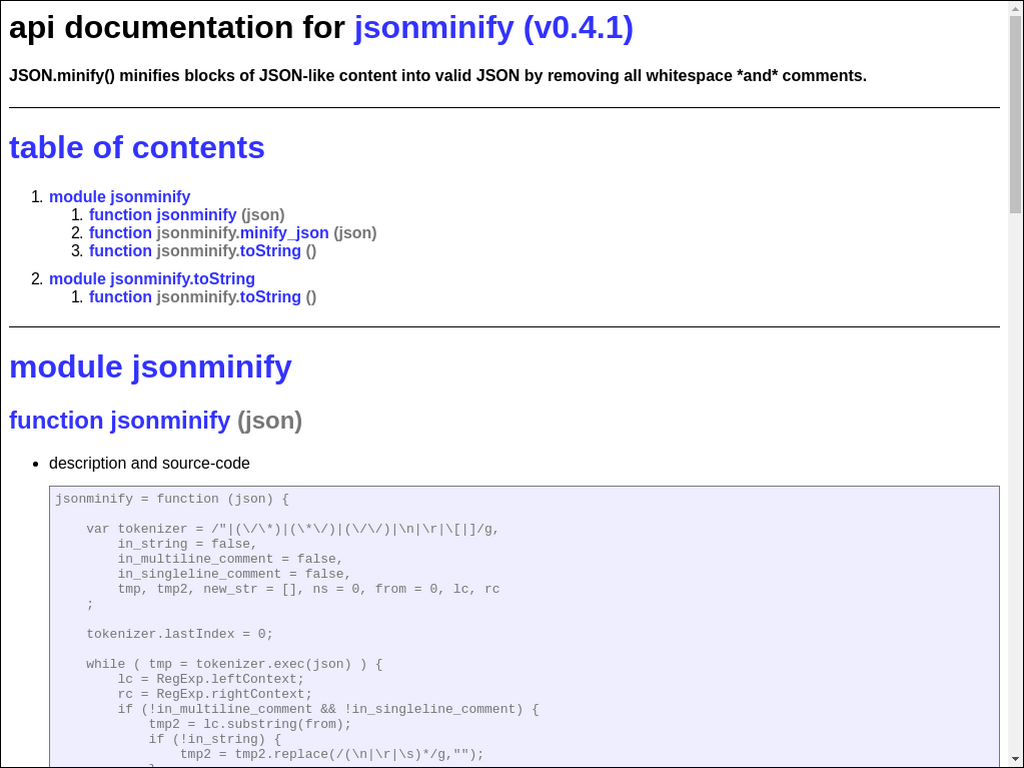 api documentation for jsonminify (v0.4.1)
JSON.minify() minifies blocks of JSON-like content into valid JSON by removing all whitespace *and* comments.
table of contents
1. module jsonminify
1. function jsonminify (json)
2. function jsonminify.minify_json (json)
3. function jsonminify.toString ()
2. module jsonminify.toString
1. function jsonminify.toString ()
module jsonminify
function jsonminify (json)
• description and source-code
jsonminify = function (json) {
    var tokenizer = /"|(\/\*)|(\*\/)|(\/\/)|\n|\r|\[|]/g,
        in_string = false,
        in_multiline_comment = false,
        in_singleline_comment = false,
        tmp, tmp2, new_str = [], ns = 0, from = 0, lc, rc
    ;
    tokenizer.lastIndex = 0;
    while ( tmp = tokenizer.exec(json) ) {
        lc = RegExp.leftContext;
        rc = RegExp.rightContext;
        if (!in_multiline_comment && !in_singleline_comment) {
            tmp2 = lc.substring(from);
            if (!in_string) {
                tmp2 = tmp2.replace(/(\n|\r|\s)*/g,"");